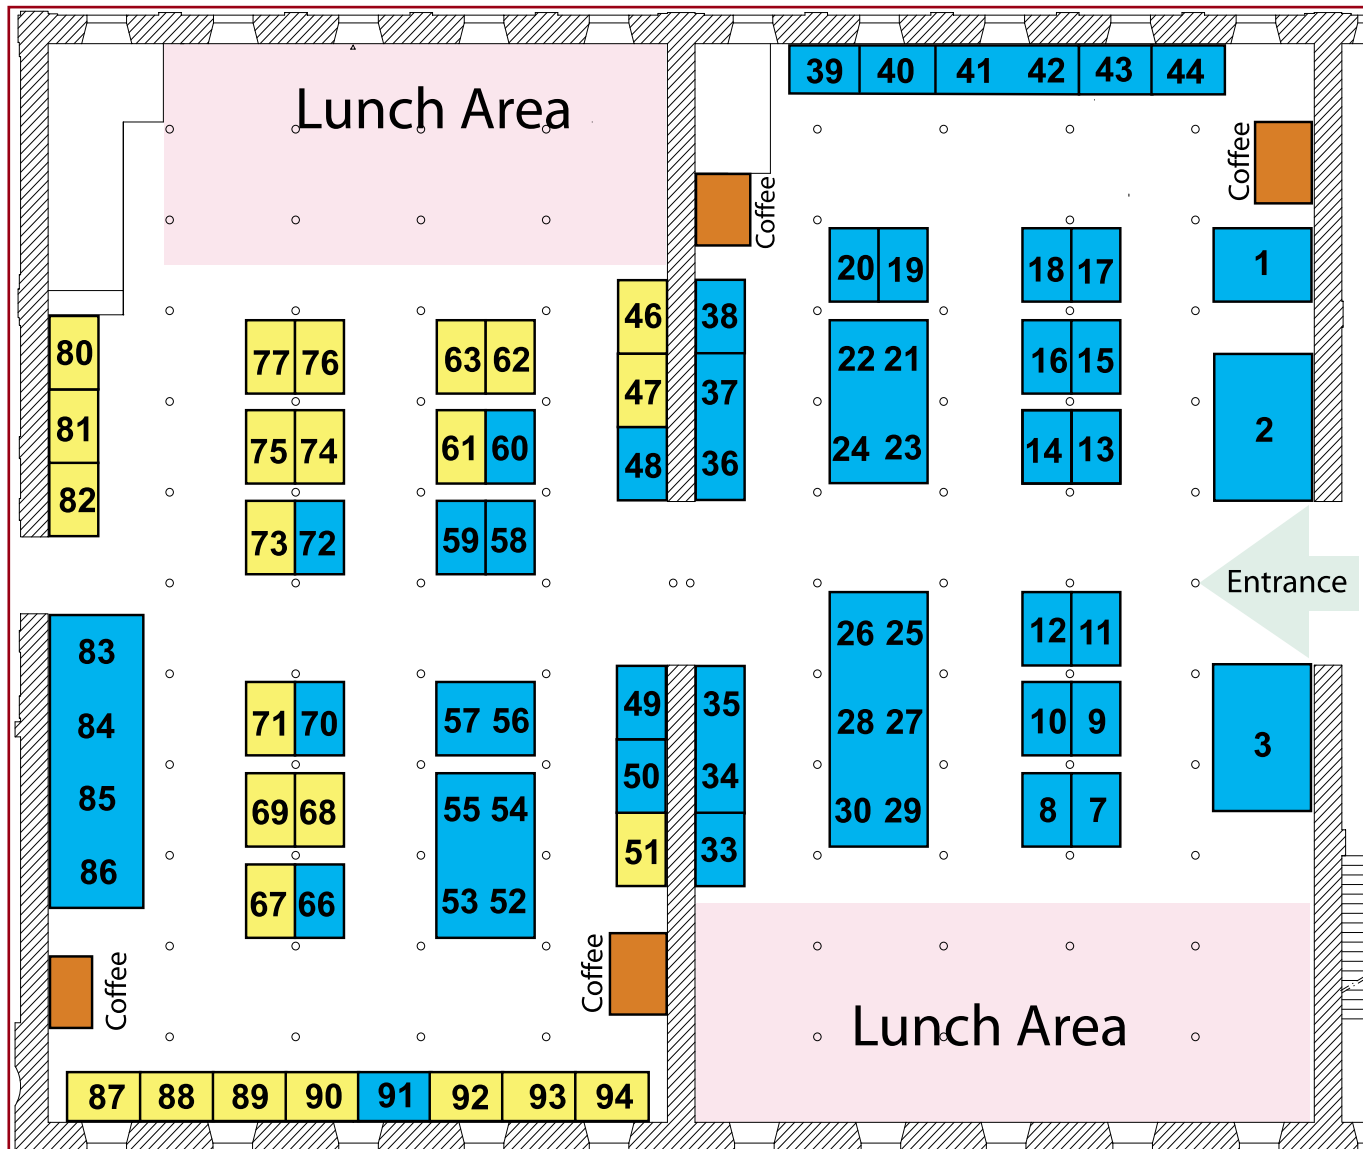 39 40 41 42 43 44
Lunch Area
Coffee
Coffee
20 19 18 17 1
46 38
80 77 76 63 62 22 21 16 15
47 37
81 75 74 61 60 48 36 24 23 14 13 2
82 73 72 59 58
Entrance
83 26 25 12 11
84 71 70 57 56 49 35 28 27 10 9 3
85 69 68 55 54 50 34 30 29 8 7
51 33
86 67 66 53 52
Coffee
Coffee
Lunch Area
87 88 89 90 91 92 93 94